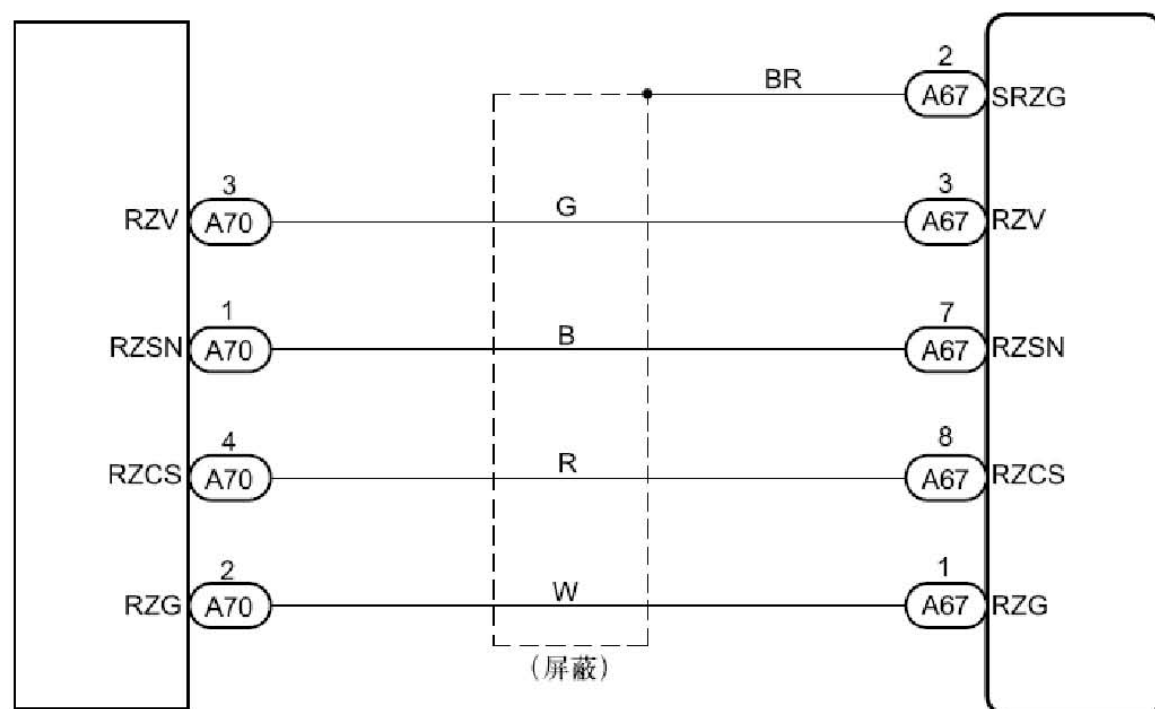 2
BR
A67 SRZG
3 G 3
RZV A70 A67 RZV
1 B 7
RZSN A70 A67 RZSN
4 R 8
RZCS A70 A67 RZCS
2 W 1
RZG A70 A67 RZG
(屏蔽)